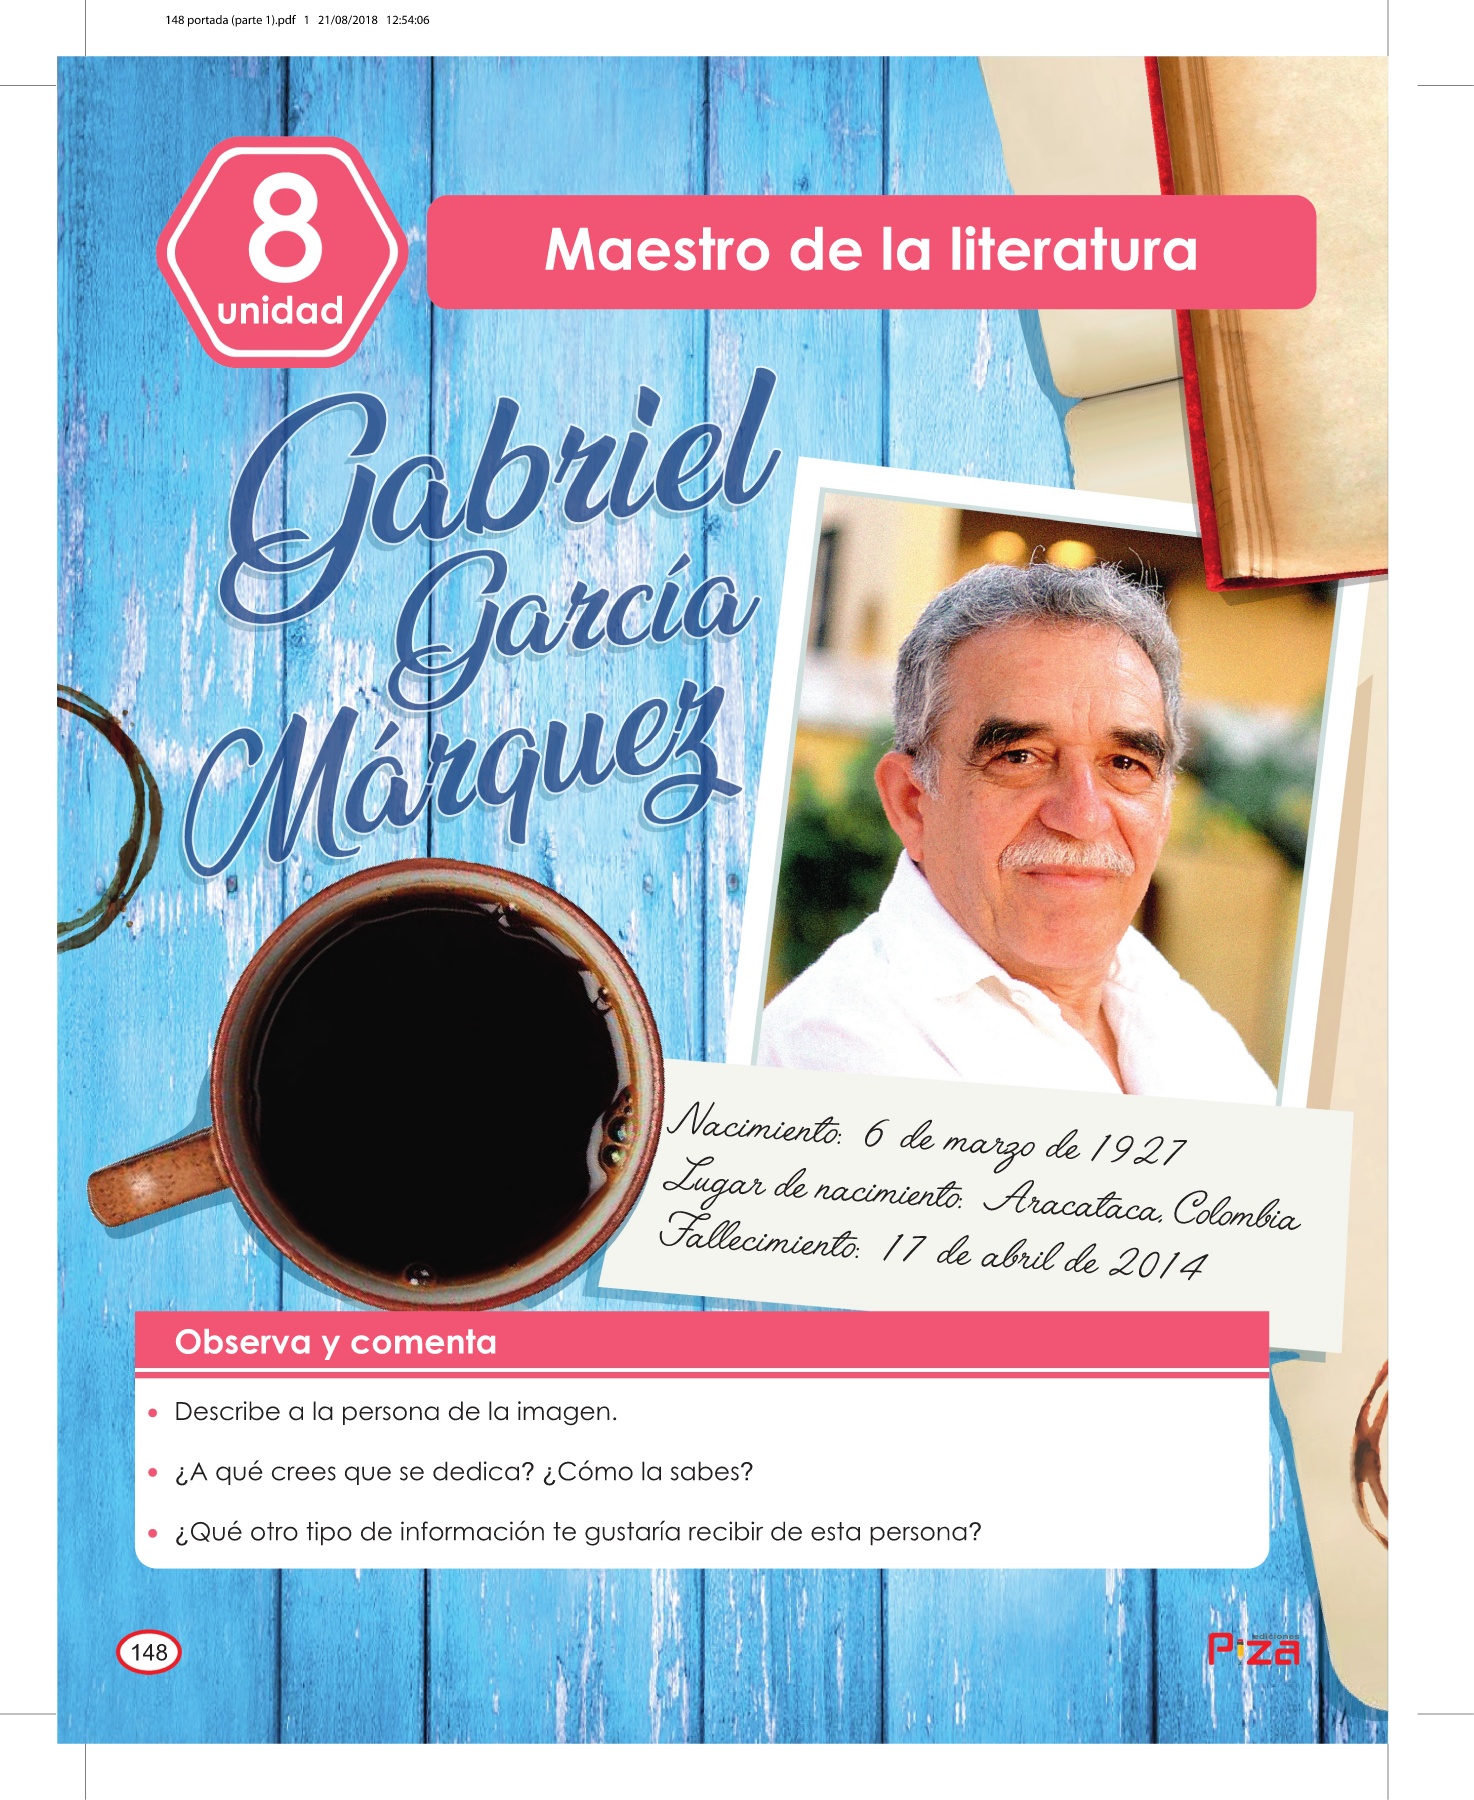 148 portada (parte 1).pdf 1 21/08/2018 12:54:06
8
unidad
Maestro de la literatura
Gabriel
García
Márquez
Nacimiento: 6 de marzo de 1927
Lugar de nacimiento: Aracataca, Colombia
Fallecimiento: 17 de abril de 2014
Observa y comenta
• Describe a la persona de la imagen.
• ¿A qué crees que se dedica? ¿Cómo la sabes?
• ¿Qué otro tipo de información te gustaría recibir de esta persona?
148
ediciones
Piza